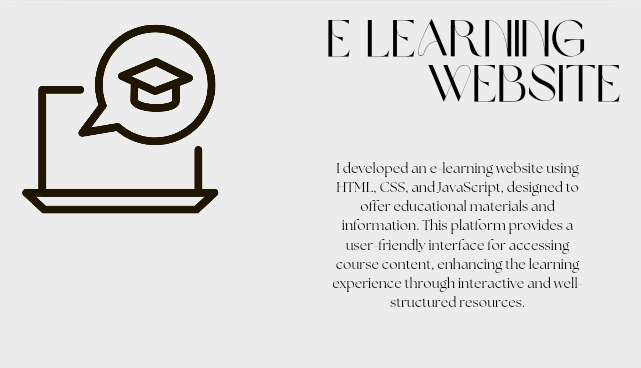 E LEARNING
WEBSITE
I developed an e-learning website using
HTML, CSS, and JavaScript, designed to
offer educational materials and
information. This platform provides a
user-friendly interface for accessing
course content, enhancing the learning
experience through interactive and well-
structured resources.